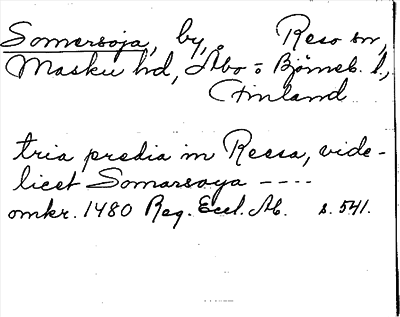 Somersoja, by, Reso sn,
Masku hd, Åbo- o Björneb. l.,
Finland
tria predia in Reesa, vide-
licet Somarsoya ----
omkr. 1480 Reg. Eccl. Ab. s. 541.